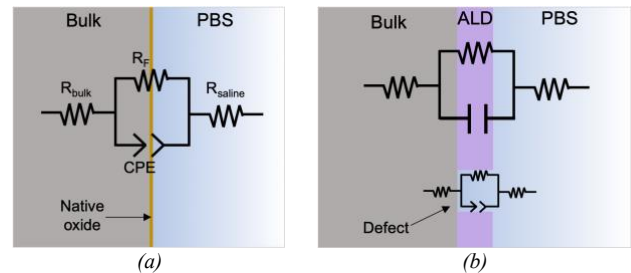 Bulk
PBS
R_F
R_bulk
R_saline
CPE
Native
oxide
(a)
ALD
Bulk
PBS
Defect
(b)